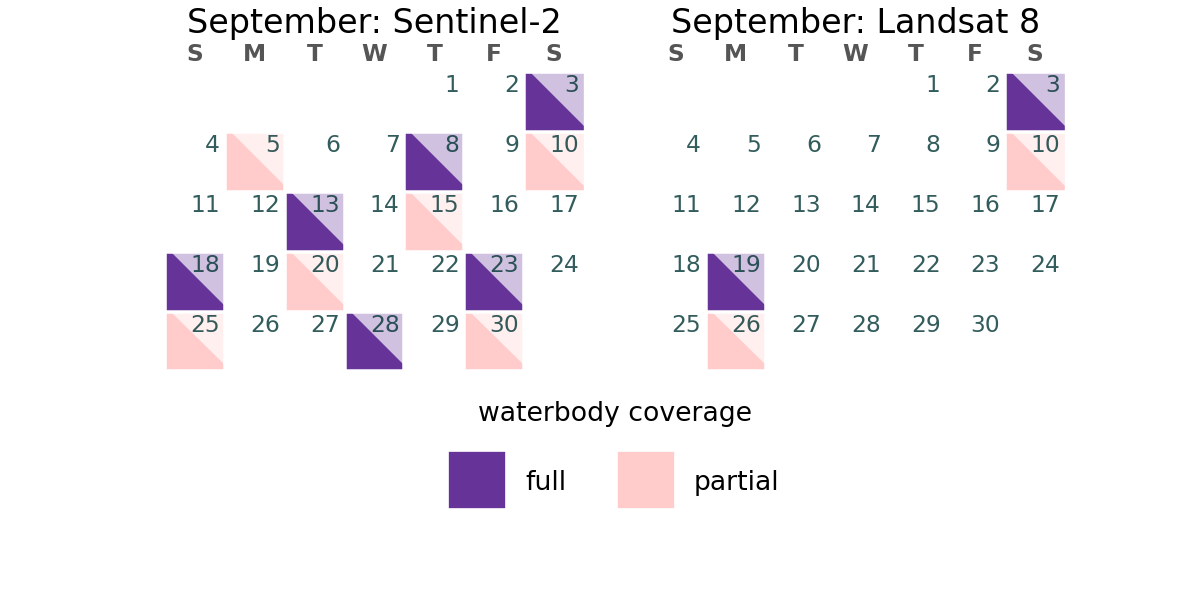 September: Sentinel-2
S M T W T F S
1 2 3
4 5 6 7 8 9 10
11 12 13 14 15 16 17
18 19 20 21 22 23 24
25 26 27 28 29 30
September: Landsat 8
S M T W T F S
1 2 3
4 5 6 7 8 9 10
11 12 13 14 15 16 17
18 19 20 21 22 23 24
25 26 27 28 29 30
waterbody coverage
full partial